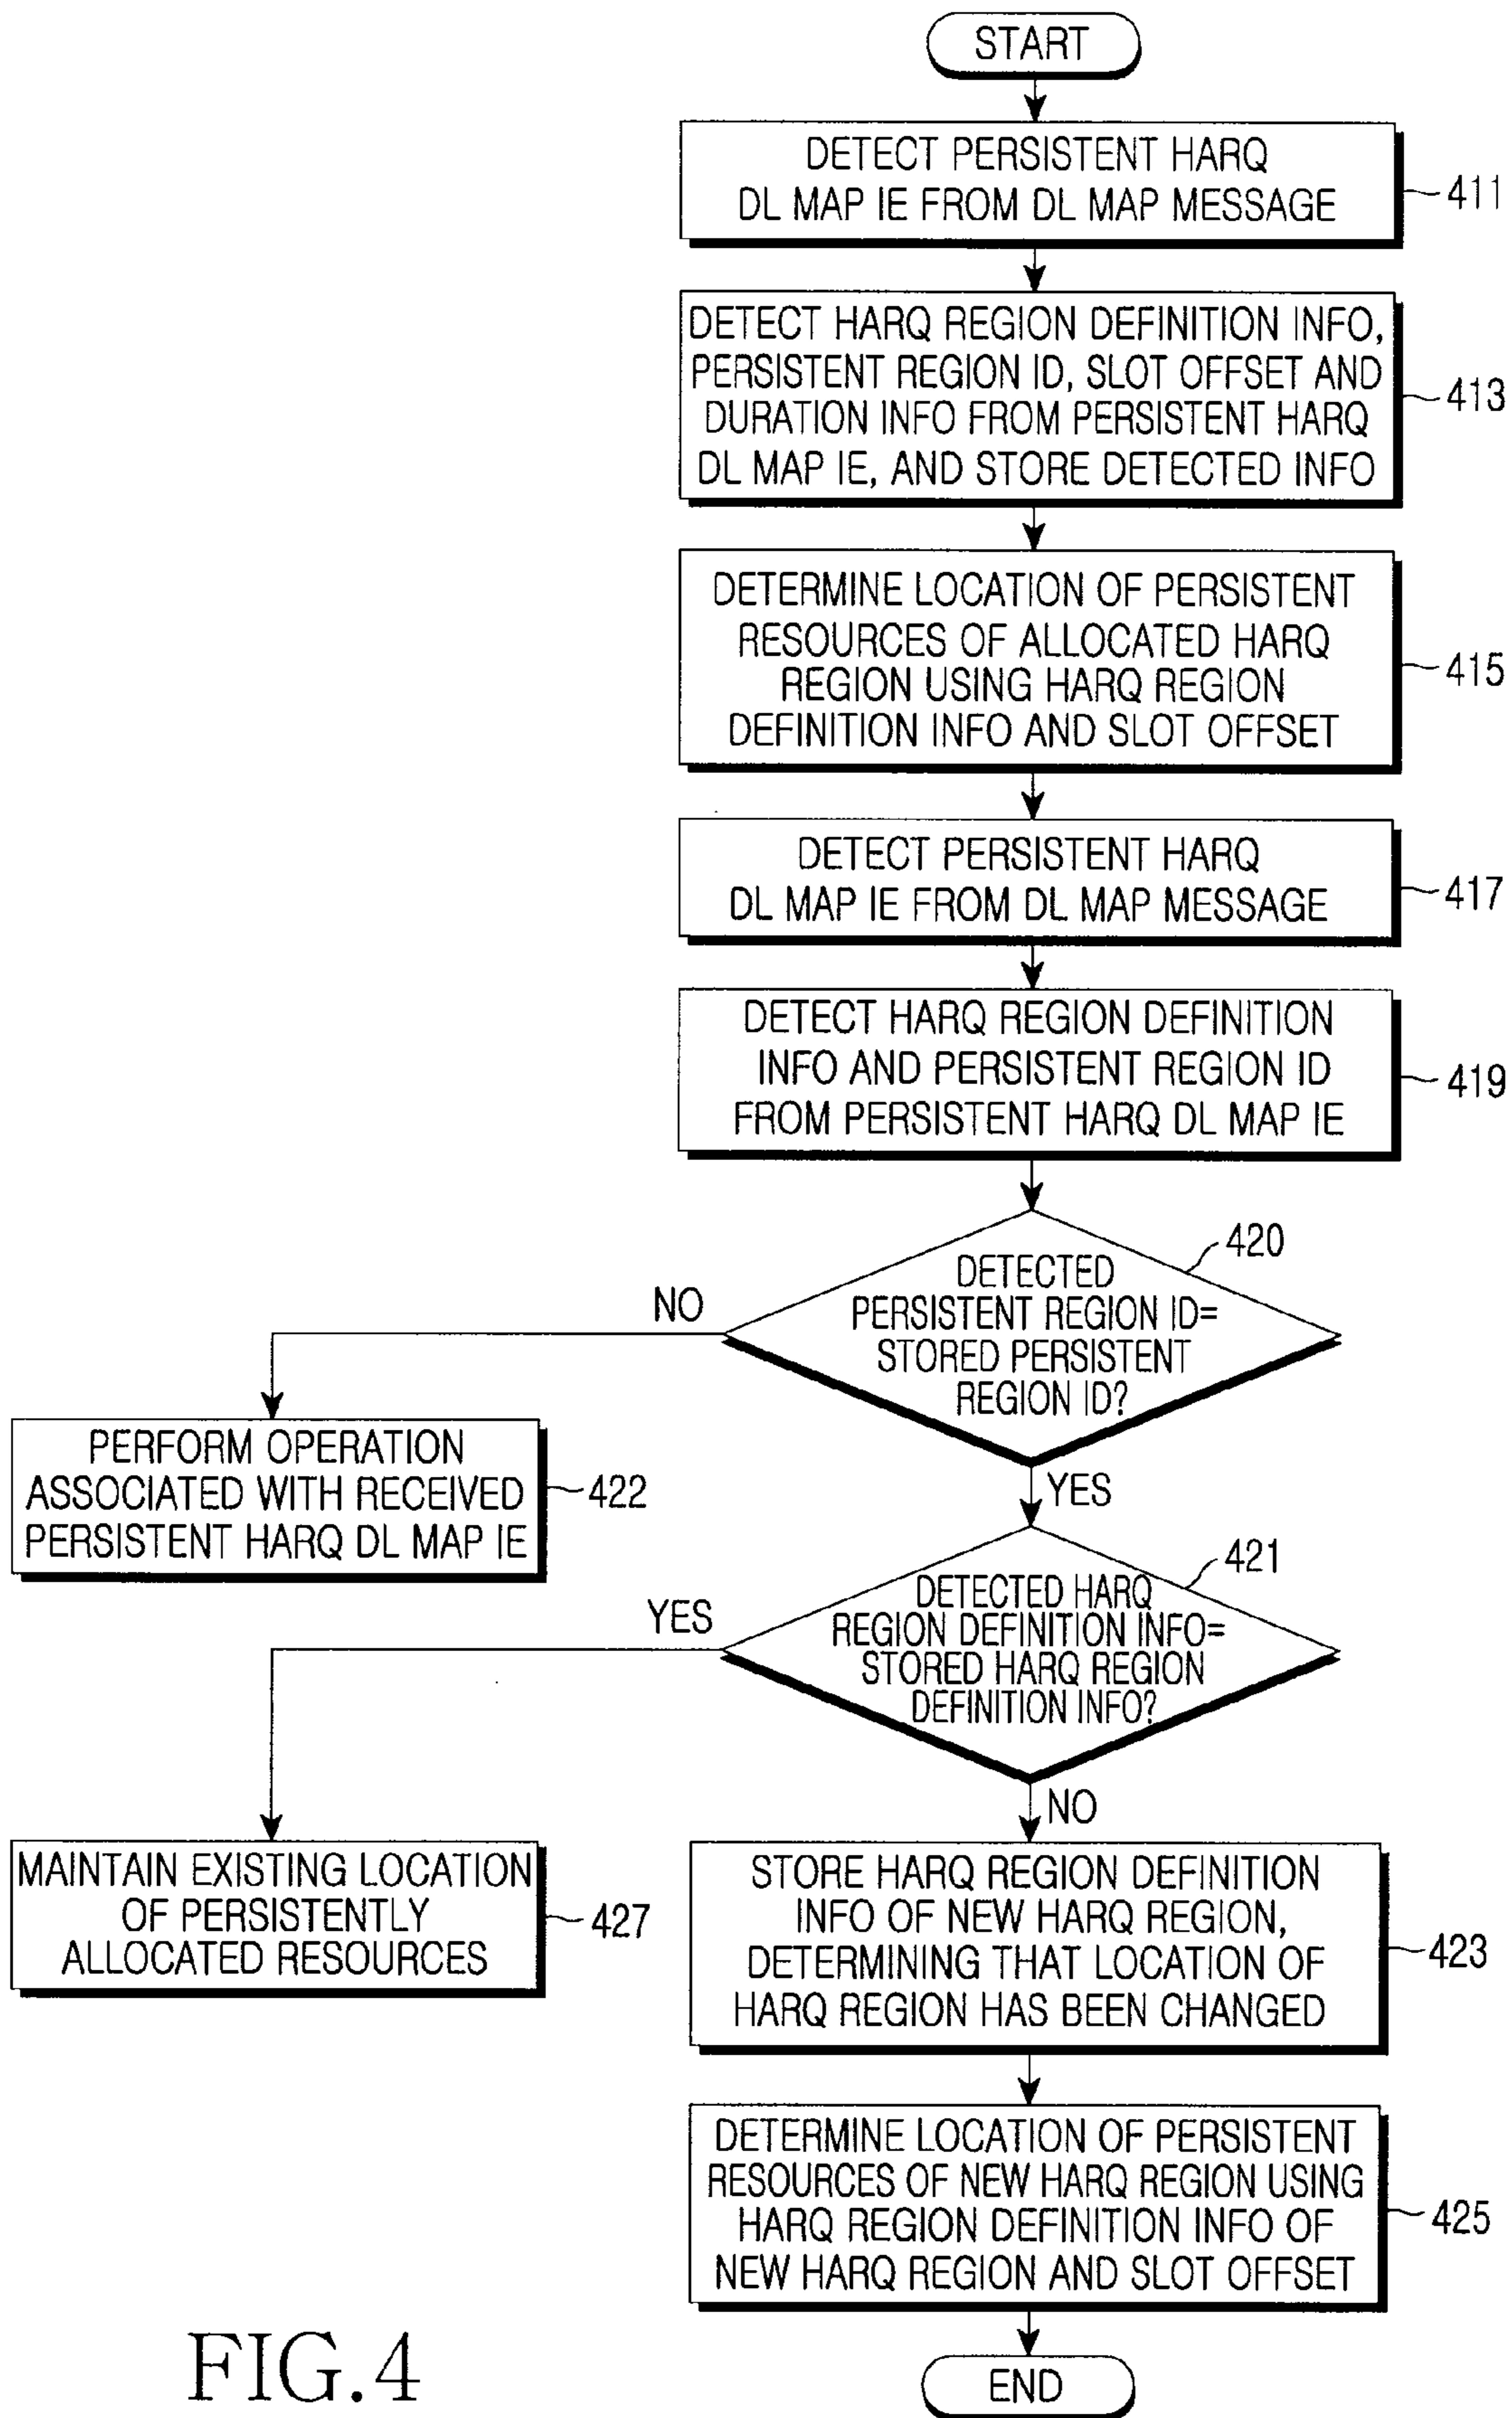 START
DETECT PERSISTENT HARQ
DL MAP IE FROM DL MAP MESSAGE
411
DETECT HARQ REGION DEFINITION INFO,
PERSISTENT REGION ID, SLOT OFFSET AND
DURATION INFO FROM PERSISTENT HARQ
DL MAP IE, AND STORE DETECTED INFO
413
DETERMINE LOCATION OF PERSISTENT
RESOURCES OF ALLOCATED HARQ
REGION USING HARQ REGION
DEFINITION INFO AND SLOT OFFSET
415
DETECT PERSISTENT HARQ
DL MAP IE FROM DL MAP MESSAGE
417
DETECT HARQ REGION DEFINITION
INFO AND PERSISTENT REGION ID
FROM PERSISTENT HARQ DL MAP IE
419
420
DETECTED
PERSISTENT REGION ID=
STORED PERSISTENT
REGION ID?
NO
PERFORM OPERATION
ASSOCIATED WITH RECEIVED
PERSISTENT HARQ DL MAP IE
422
YES
421
DETECTED HARQ
REGION DEFINITION INFO=
STORED HARQ REGION
DEFINITION INFO?
YES
MAINTAIN EXISTING LOCATION
OF PERSISTENTLY
ALLOCATED RESOURCES
427
NO
STORE HARQ REGION DEFINITION
INFO OF NEW HARQ REGION,
DETERMINING THAT LOCATION OF
HARQ REGION HAS BEEN CHANGED
423
DETERMINE LOCATION OF PERSISTENT
RESOURCES OF NEW HARQ REGION USING
HARQ REGION DEFINITION INFO OF
NEW HARQ REGION AND SLOT OFFSET
425
END
FIG.4